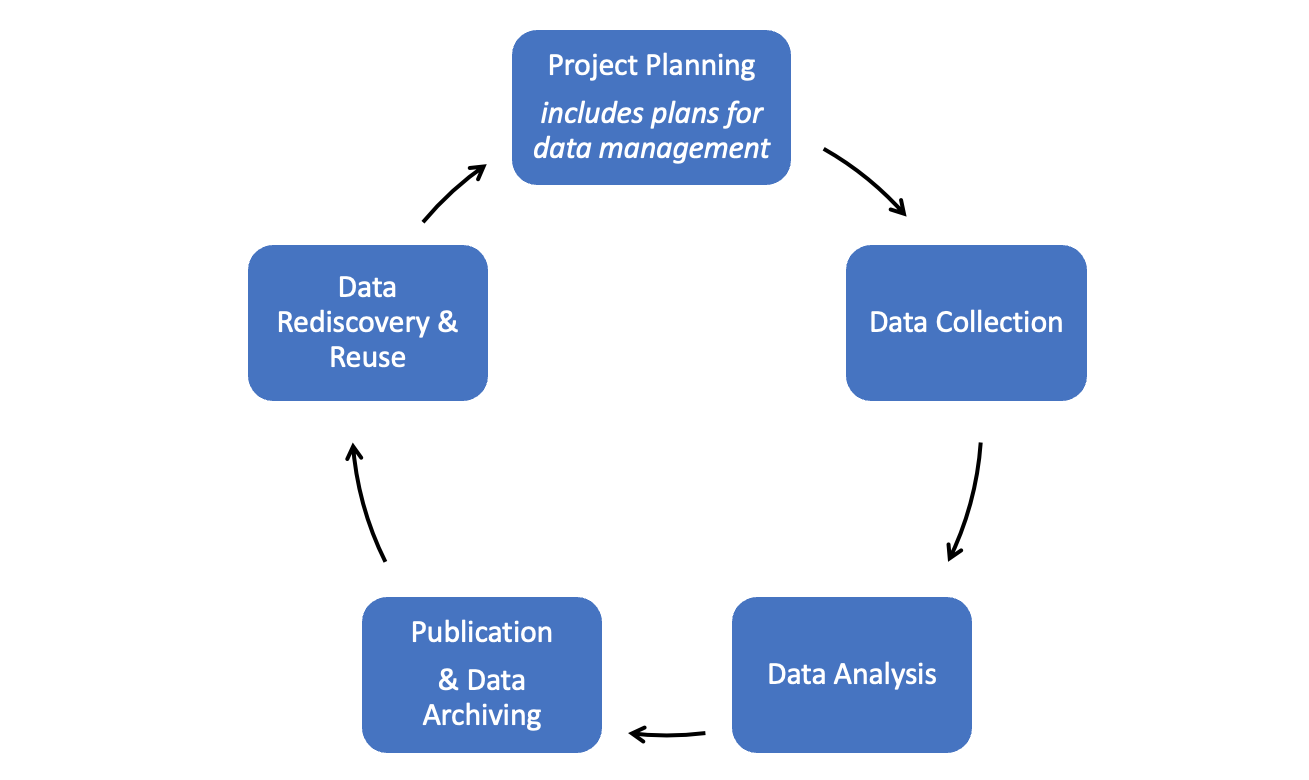 Project Planning
includes plans for
data management
Data Collection
Data Analysis
Publication
& Data
Archiving
Data
Rediscovery &
Reuse